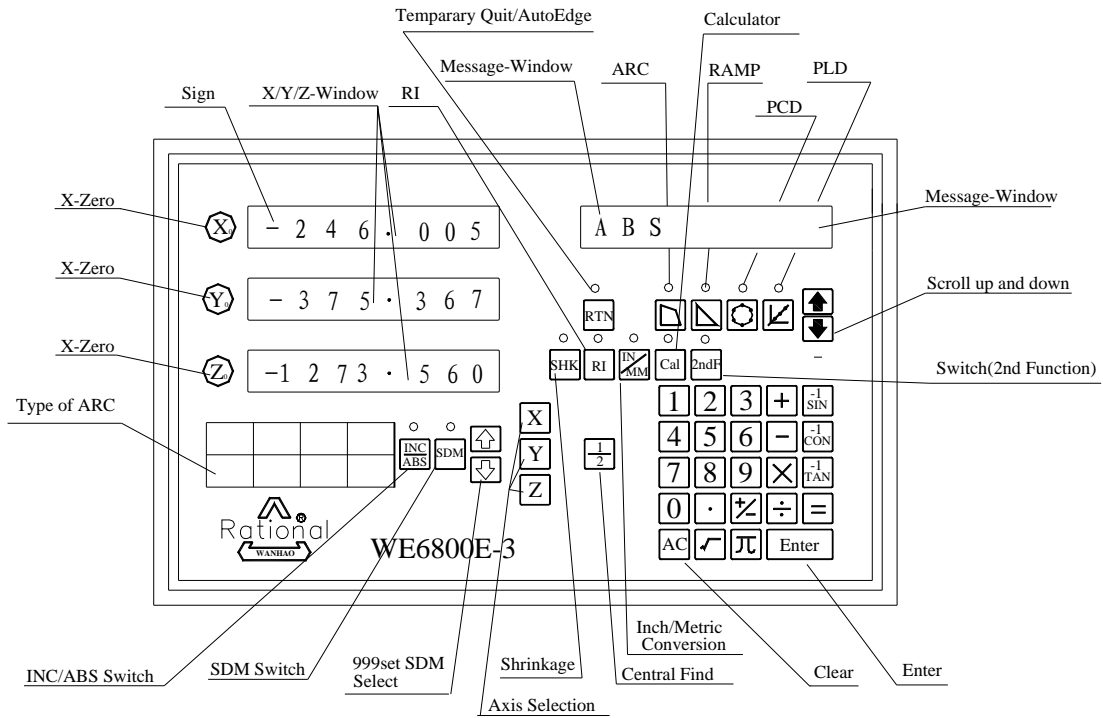 Temparary Quit/AutoEdge
Calculator
Message-Window
ARC
RAMP
PLD
Sign
X/Y/Z-Window
RI
PCD
X-Zero
Message-Window
X₀
- 2 4 6 . 0 0 5
A B S
X-Zero
Y₀
- 3 7 5 . 3 6 7
RTN
Scroll up and down
X-Zero
Z₀
-1 2 7 3 . 5 6 0
SHK RI IN/MM Cal 2ndF
Switch(2nd Function)
Type of ARC
INC/ABS SDM
X
Y
Z
1/2
1 2 3 + SIN-1
4 5 6 - CON-1
7 8 9 × TAN-1
0 . +/- ÷ =
AC √ π Enter
Rational ®
WANHAO
WE6800E-3
INC/ABS Switch
SDM Switch
999set SDM
Select
Axis Selection
Shrinkage
Inch/Metric
Conversion
Central Find
Clear
Enter